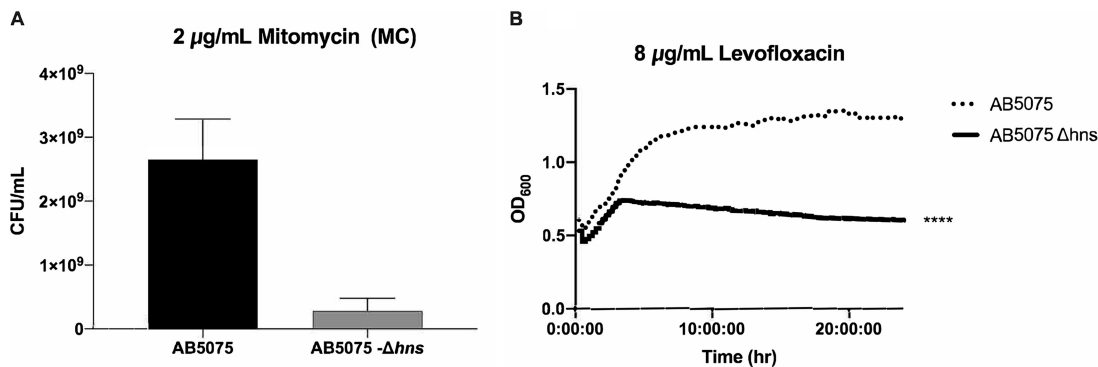 A
2 µg/mL Mitomycin (MC)
4×10⁹
3×10⁹
2×10⁹
1×10⁹
0
CFU/mL
AB5075
AB5075 -Δhns
B
8 µg/mL Levofloxacin
1.5
1.0
0.5
0.0
OD₆₀₀
0:00:00
10:00:00
20:00:00
Time (hr)
AB5075
AB5075 Δhns
****